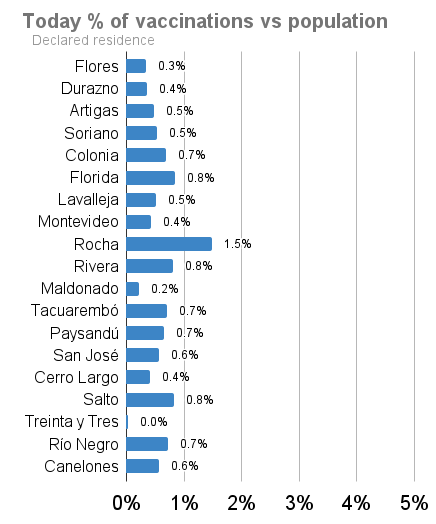 Today % of vaccinations vs population
Declared residence
Flores 0.3%
Durazno 0.4%
Artigas 0.5%
Soriano 0.5%
Colonia 0.7%
Florida 0.8%
Lavalleja 0.5%
Montevideo 0.4%
Rocha 1.5%
Rivera 0.8%
Maldonado 0.2%
Tacuarembó 0.7%
Paysandú 0.7%
San José 0.6%
Cerro Largo 0.4%
Salto 0.8%
Treinta y Tres 0.0%
Río Negro 0.7%
Canelones 0.6%
0% 1% 2% 3% 4% 5%